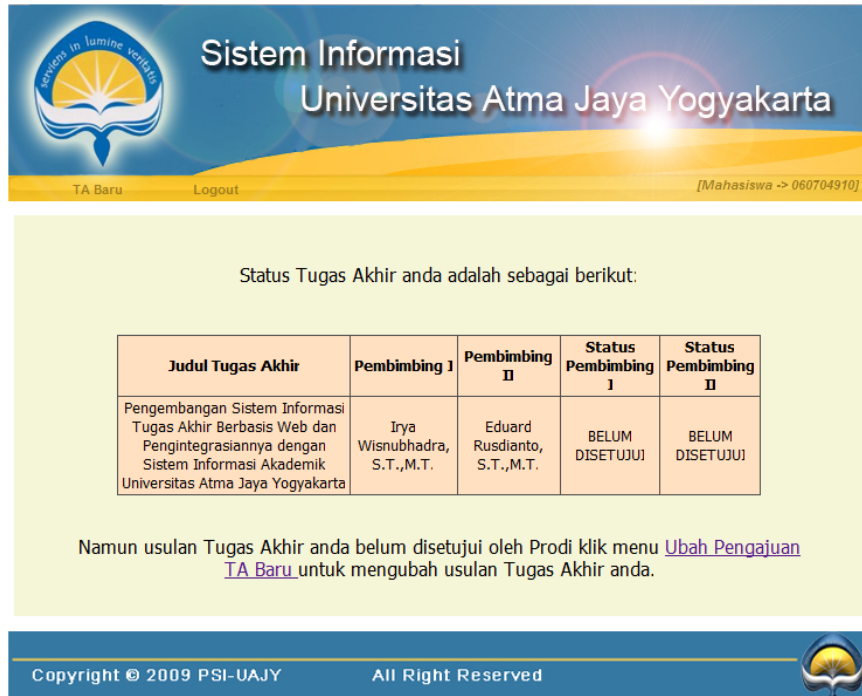 serviens in lumine veritatis
Sistem Informasi
Universitas Atma Jaya Yogyakarta
TA Baru Logout [Mahasiswa -> 060704910]
Status Tugas Akhir anda adalah sebagai berikut:
Judul Tugas Akhir Pembimbing I Pembimbing II Status Pembimbing I Status Pembimbing II
Pengembangan Sistem Informasi
Tugas Akhir Berbasis Web dan
Pengintegrasiannya dengan
Sistem Informasi Akademik
Universitas Atma Jaya Yogyakarta
Irya
Wisnubhadra,
S.T.,M.T.
Eduard
Rusdianto,
S.T.,M.T.
BELUM
DISETUJUI
BELUM
DISETUJUI
Namun usulan Tugas Akhir anda belum disetujui oleh Prodi klik menu Ubah Pengajuan
TA Baru untuk mengubah usulan Tugas Akhir anda.
Copyright © 2009 PSI-UAJY All Right Reserved